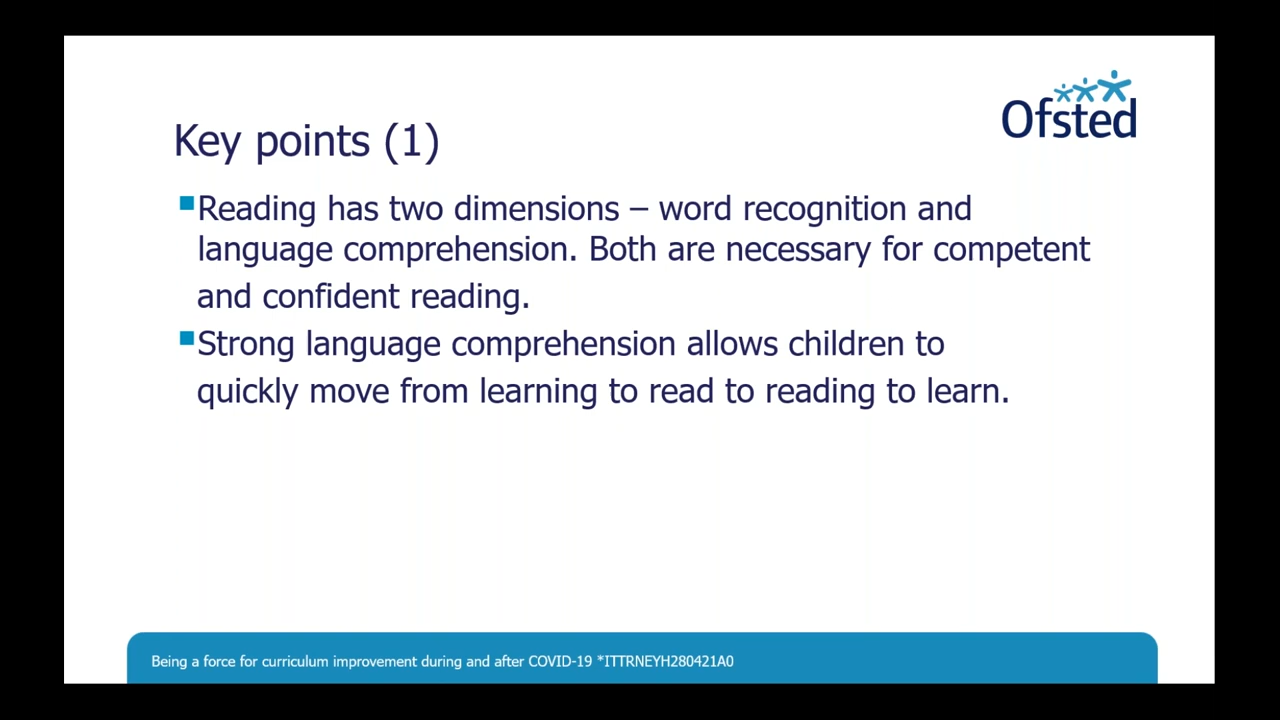 Ofsted
Key points (1)
Reading has two dimensions – word recognition and
language comprehension. Both are necessary for competent
and confident reading.
Strong language comprehension allows children to
quickly move from learning to read to reading to learn.
Being a force for curriculum improvement during and after COVID-19 *ITTRNEYH280421A0